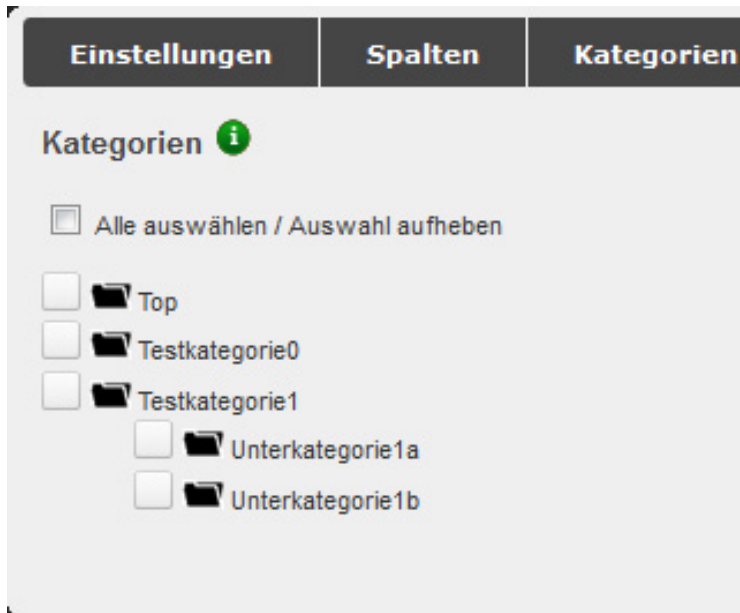 Einstellungen Spalten Kategorien
Kategorien
Alle auswählen / Auswahl aufheben
Top
Testkategorie0
Testkategorie1
Unterkategorie1a
Unterkategorie1b